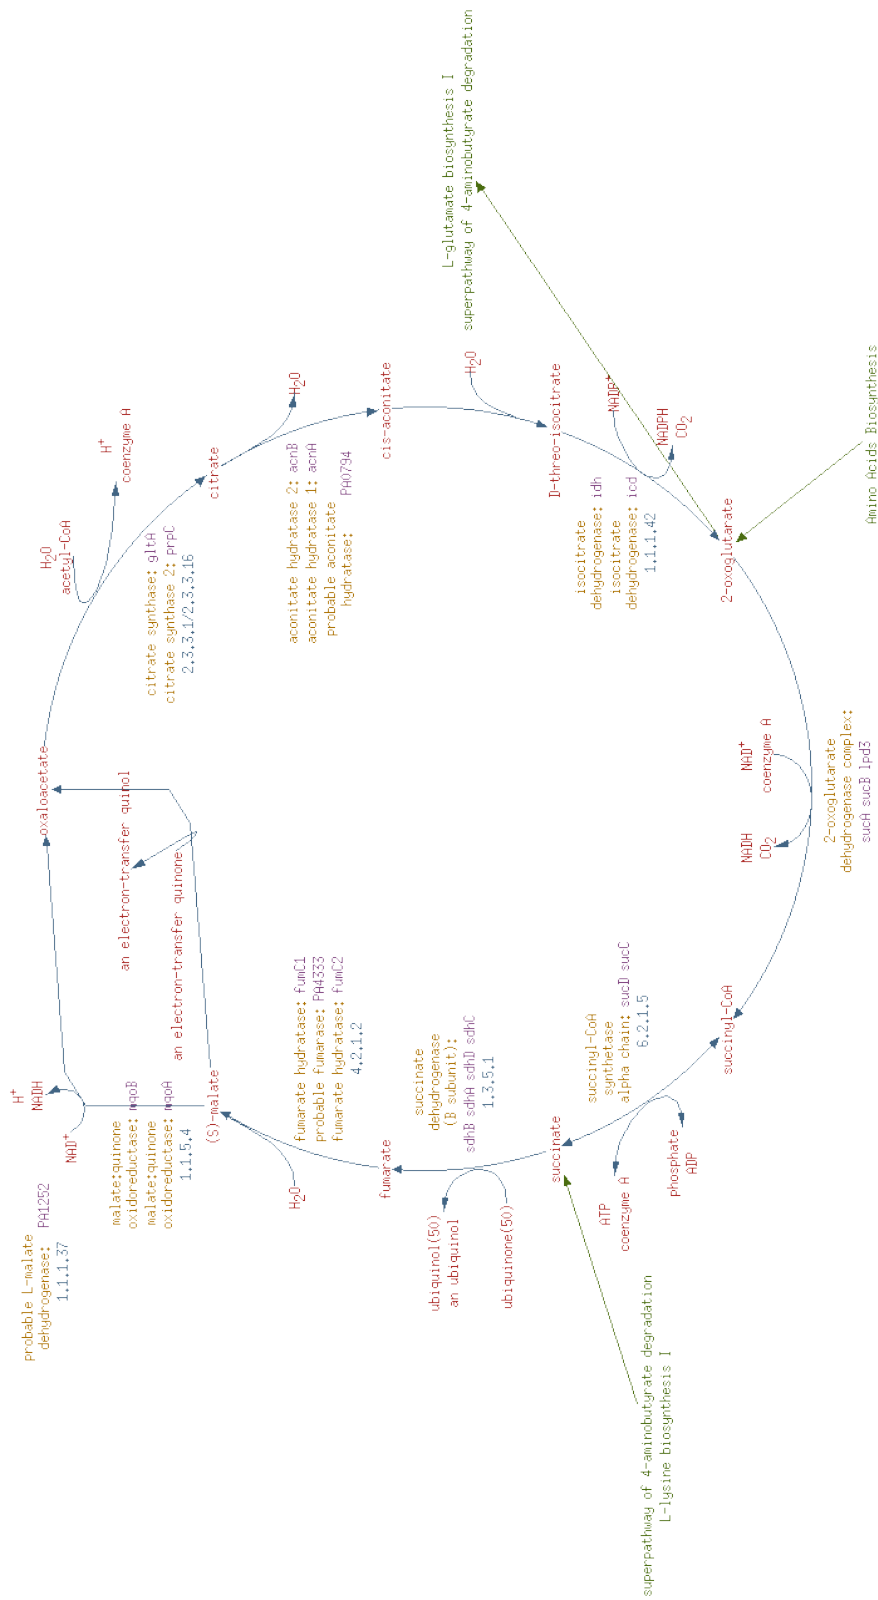 probable L-malate
dehydrogenase: PA1252
1.1.1.37
H+
NADH
NAD+
malate:quinone
oxidoreductase: mqoB
malate:quinone
oxidoreductase: mqoA
1.1.5.4
oxaloacetate
an electron-transfer quinol
an electron-transfer quinone
(S)-malate
H2O
acetyl-CoA
H+
coenzyme A
citrate synthase: gltA
citrate synthase 2: prpC
2.3.3.1/2.3.3.16
citrate
H2O
aconitate hydratase 2: acnB
aconitate hydratase 1: acnA
probable aconitate
hydratase: PA0794
cis-aconitate
H2O
L-glutamate biosynthesis I
superpathway of 4-aminobutyrate degradation
fumarate hydratase: fumC1
probable fumarase: PA4333
fumarate hydratase: fumC2
4.2.1.2
H2O
fumarate
succinate
dehydrogenase
(B subunit):
sdhB sdhA sdhD sdhC
1.3.5.1
ubiquinol(50)
an ubiquinol
ubiquinone(50)
succinate
D-threo-isocitrate
isocitrate
dehydrogenase: idh
isocitrate
dehydrogenase: icd
1.1.1.42
NADP+
NADPH
CO2
succinyl-CoA
synthetase
alpha chain: sucD sucC
6.2.1.5
ATP
coenzyme A
phosphate
ADP
superpathway of 4-aminobutyrate degradation
L-lysine biosynthesis I
succinyl-CoA
NADH
CO2
NAD+
coenzyme A
2-oxoglutarate
2-oxoglutarate
dehydrogenase complex:
sucA sucB lpd3
Amino Acids Biosynthesis